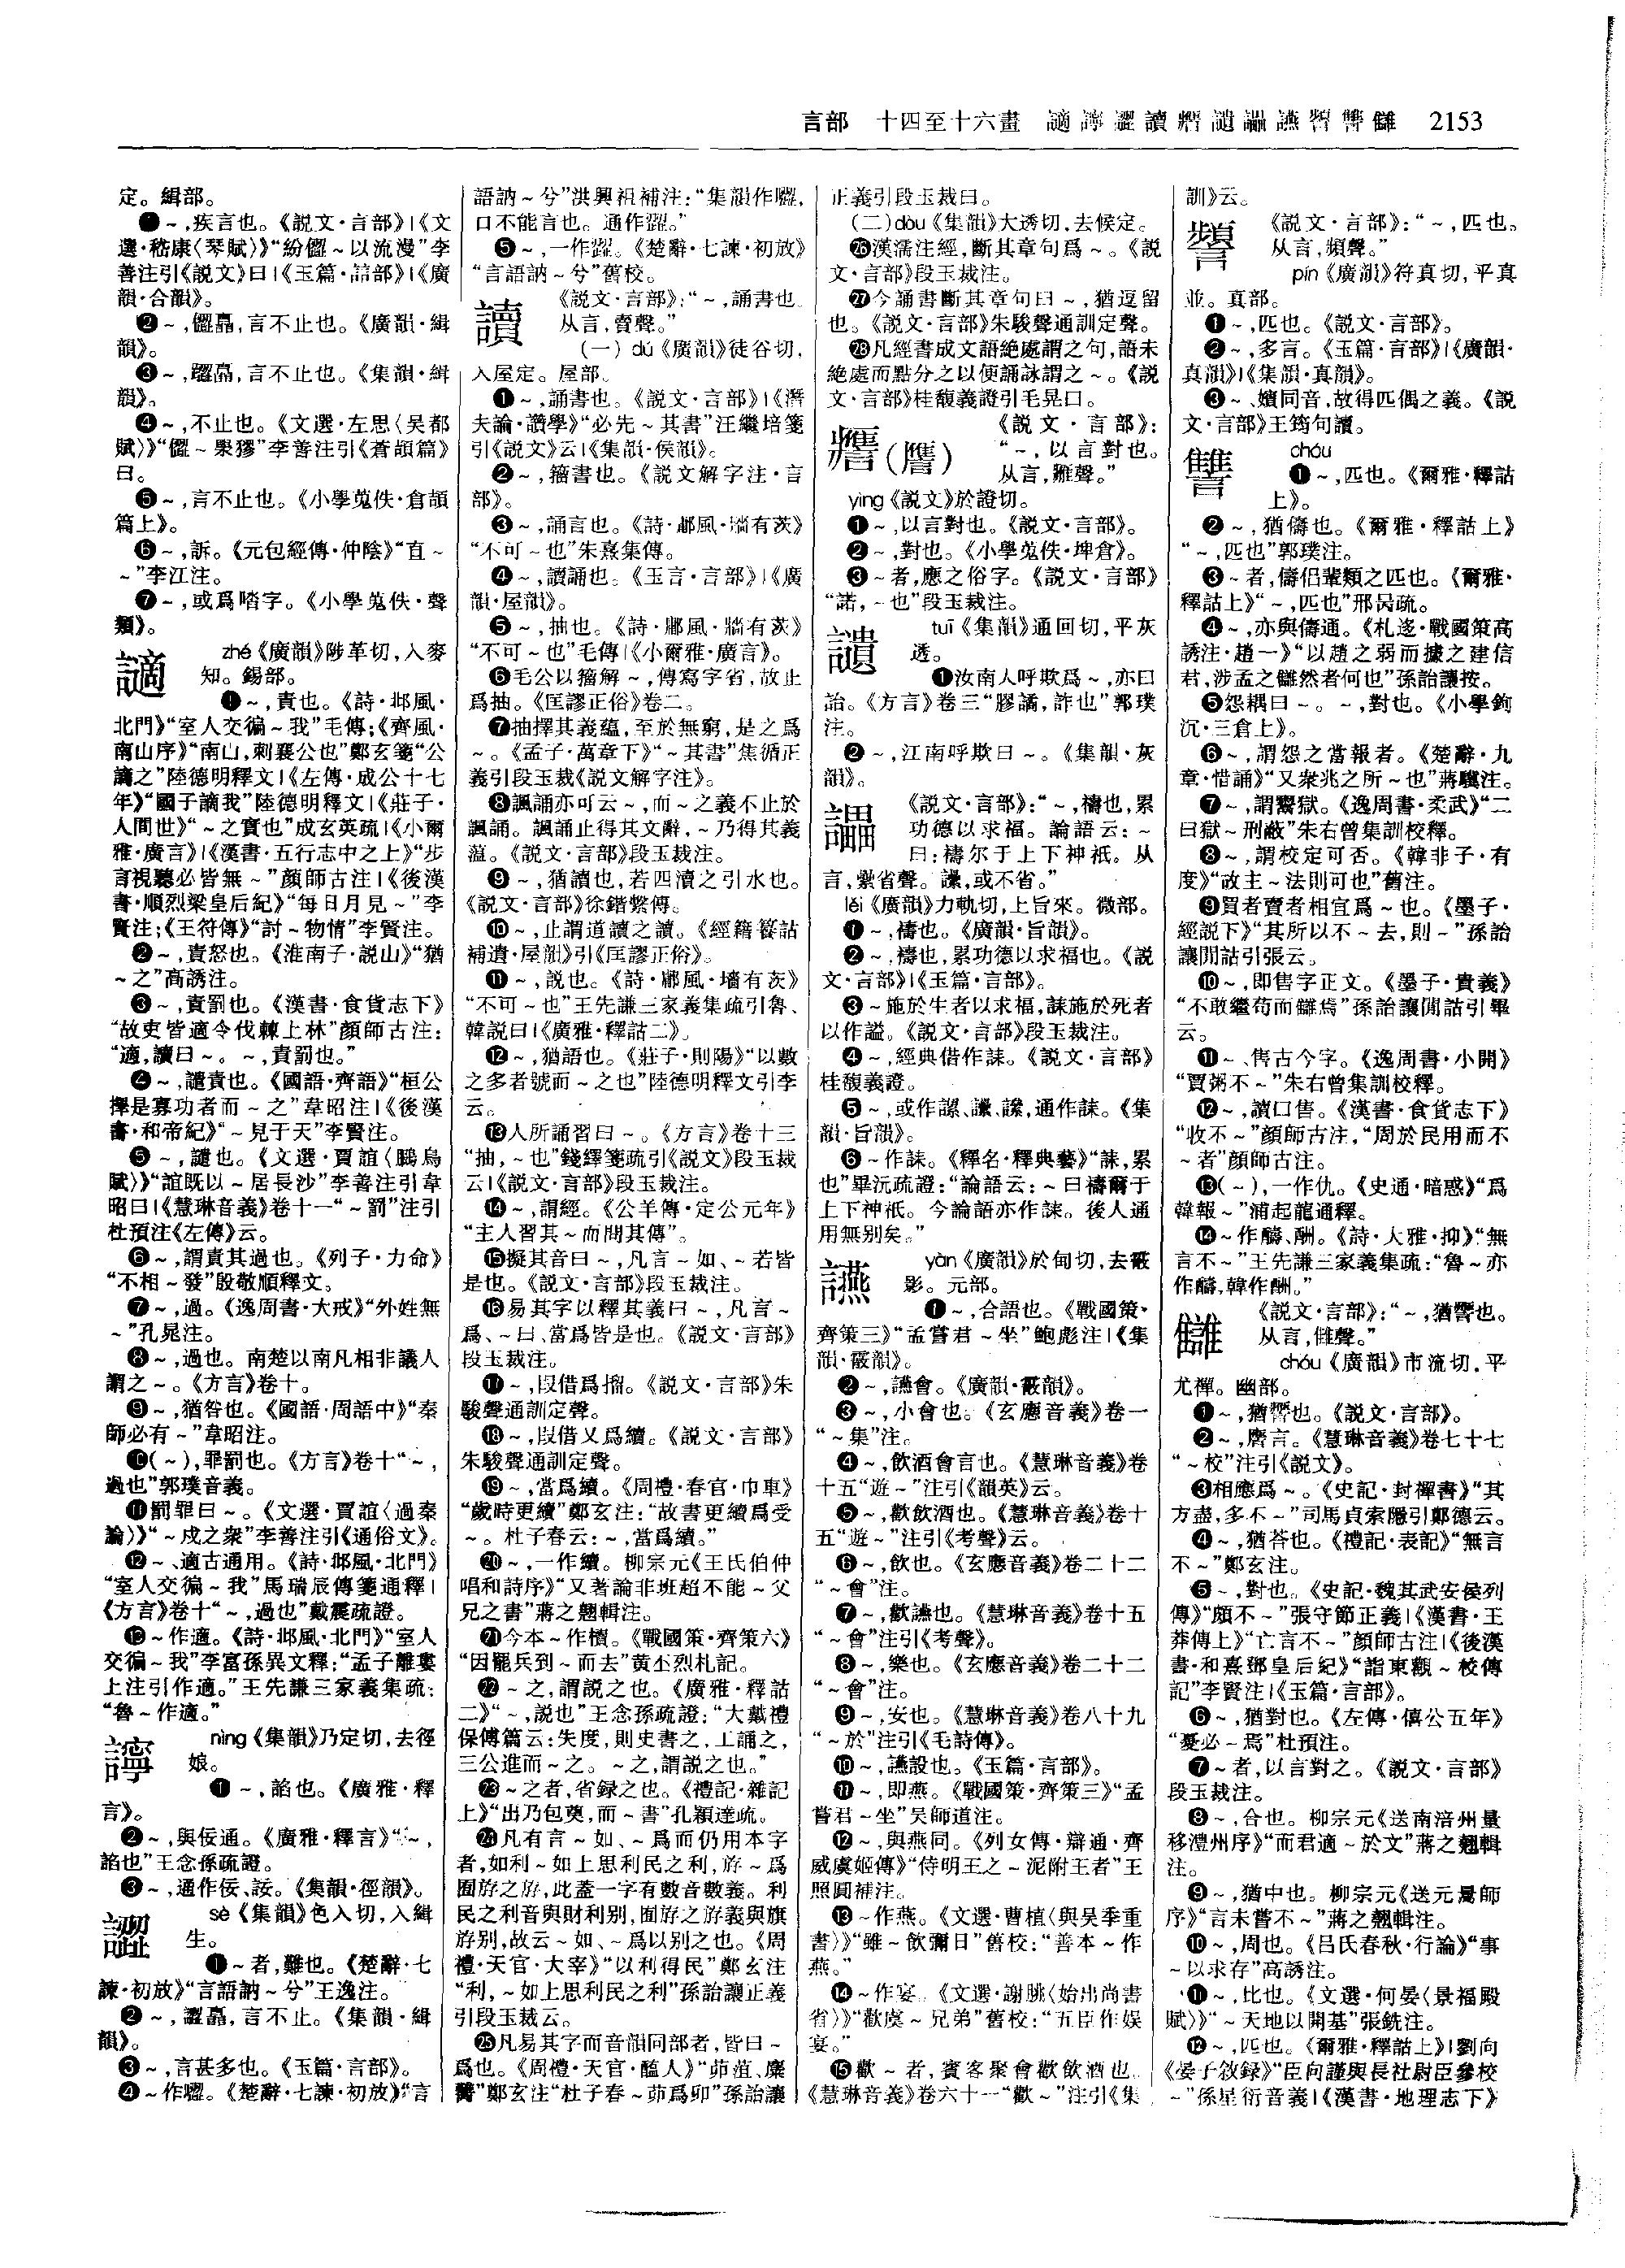 言部　十四至十六畫　謫譁譅讀譍讉讄讌謺讐讎　2153
定。緝部。
❶～,疾言也。《説文·言部》|《文
選·嵇康〈琴賦〉》“紛㒊～以流漫”李
善注引《説文》曰|《玉篇·誩部》|《廣
韻·合韻》。
❷～,㒊譶,言不止也。《廣韻·緝
韻》。
❸～,䜚譶,言不止也。《集韻·緝
韻》。
❹～,不止也。《文選·左思〈吳都
賦〉》“㒊～㲽獥”李善注引《蒼頡篇》
曰。
❺～,言不止也。《小學蒐佚·倉頡
篇上》。
❻～,訴。《元包經傳·仲陰》“直～
～”李江注。
❼～,或爲嗒字。《小學蒐佚·聲
類》。
讁　zhé《廣韻》陟革切,入麥
知。錫部。
❶～,責也。《詩·邶風·
北門》“室人交徧～我”毛傳;《齊風·
南山序》“南山,刺襄公也”鄭玄箋“公
讁之”陸德明釋文|《左傳·成公十七
年》“國子讁我”陸德明釋文|《莊子·
人間世》“～之實也”成玄英疏|《小爾
雅·廣言》|《漢書·五行志中之上》“步
言視聽必皆無～”顔師古注|《後漢
書·順烈梁皇后紀》“每日月見～”李
賢注;《王符傳》“討～物情”李賢注。
❷～,責怒也。《淮南子·説山》“猶
～之”高誘注。
❸～,責罰也。《漢書·食貨志下》
“故吏皆適令伐棘上林”顔師古注:
“適,讀曰～。～,責罰也。”
❹～,譴責也。《國語·齊語》“桓公
擇是寡功者而～之”韋昭注|《後漢
書·和帝紀》“～見于天”李賢注。
❺～,譴也。《文選·賈誼〈鵩鳥
賦〉》“誼既以～居長沙”李善注引韋
昭曰|《慧琳音義》卷十一“～罰”注引
杜預注《左傳》云。
❻～,謂責其過也。《列子·力命》
“不相～發”殷敬順釋文。
❼～,過。《逸周書·大戒》“外姓無
～”孔晁注。
❽～,過也。南楚以南凡相非議人
謂之～。《方言》卷十。
❾～,猶咎也。《國語·周語中》“秦
師必有～”韋昭注。
❿(～),罪罰也。《方言》卷十“～,
過也”郭璞音義。
⓫罰罪曰～。《文選·賈誼〈過秦
論〉》“～戍之衆”李善注引《通俗文》。
⓬～、適古通用。《詩·邶風·北門》
“室人交徧～我”馬瑞辰傳箋通釋|
《方言》卷十“～,過也”戴震疏證。
⓭～作適。《詩·邶風·北門》“室人
交徧～我”李富孫異文釋:“孟子離婁
上注引作適。”王先謙三家義集疏:
“魯～作適。”
譂　nìng《集韻》乃定切,去徑
娘。
❶～,諂也。《廣雅·釋
言》。
❷～,與佞通。《廣雅·釋言》“～,
諂也”王念孫疏證。
❸～,通作佞、詅。《集韻·徑韻》。
譅　sè《集韻》色入切,入緝
生。
❶～者,難也。《楚辭·七
諫·初放》“言語訥～兮”王逸注。
❷～,譅譶,言不止。《集韻·緝
韻》。
❸～,言甚多也。《玉篇·言部》。
❹～作㗱。《楚辭·七諫·初放》“言
語訥～兮”洪興祖補注:“集韻作㗱,
口不能言也。通作䜚。”
❺～,一作䜚。《楚辭·七諫·初放》
“言語訥～兮”舊校。
讀　《説文·言部》:“～,誦書也。
从言,𧶠聲。”
(一)dú《廣韻》徒谷切,
入屋定。屋部。
❶～,誦書也。《説文·言部》|《潛
夫論·讚學》“必先～其書”汪繼培箋
引《説文》云|《集韻·侯韻》。
❷～,籀書也。《説文解字注·言
部》。
❸～,誦言也。《詩·鄘風·牆有茨》
“不可～也”朱熹集傳。
❹～,讀誦也。《玉言·言部》|《廣
韻·屋韻》。
❺～,抽也。《詩·鄘風·牆有茨》
“不可～也”毛傳|《小爾雅·廣言》。
❻毛公以籀解～,傳寫字省,故止
爲抽。《匡謬正俗》卷二。
❼抽擇其義蘊,至於無窮,是之爲
～。《孟子·萬章下》“～其書”焦循正
義引段玉裁《説文解字注》。
❽諷誦亦可云～,而～之義不止於
諷誦。諷誦止得其文辭,～乃得其義
藴。《説文·言部》段玉裁注。
❾～,猶讀也,若四瀆之引水也。
《説文·言部》徐鍇繫傳。
❿～,止謂道讀之讀。《經籍籑詁
補遺·屋韻》引《匡謬正俗》。
⓫～,説也。《詩·鄘風·墻有茨》
“不可～也”王先謙三家義集疏引魯、
韓説曰|《廣雅·釋詁二》。
⓬～,猶語也。《莊子·則陽》“以數
之多者號而～之也”陸德明釋文引李
云。
⓭人所誦習曰～。《方言》卷十三
“抽,～也”錢繹箋疏引《説文》段玉裁
云|《説文·言部》段玉裁注。
⓮～,謂經。《公羊傳·定公元年》
“主人習其～而問其傳”。
⓯擬其音曰～,凡言～如、～若皆
是也。《説文·言部》段玉裁注。
⓰易其字以釋其義曰～,凡言～
爲、～曰、當爲皆是也。《説文·言部》
段玉裁注。
⓱～,叚借爲搢。《説文·言部》朱
駿聲通訓定聲。
⓲～,叚借又爲續。《説文·言部》
朱駿聲通訓定聲。
⓳～,當爲續。《周禮·春官·巾車》
“歲時更續”鄭玄注:“故書更續爲受
～。杜子春云:～,當爲續。”
⓴～,一作續。柳宗元《王氏伯仲
唱和詩序》“又著論非班超不能～父
兄之書”蔣之翹輯注。
㉑今本～作櫝。《戰國策·齊策六》
“因罷兵到～而去”黃丕烈札記。
㉒～之,謂説之也。《廣雅·釋詁
二》“～,説也”王念孫疏證:“大戴禮
保傅篇云:失度,則史書之,工誦之,
三公進而～之。～之,謂説之也。”
㉓～之者,省録之也。《禮記·雜記
上》“出乃包奠,而～書”孔穎達疏。
㉔凡有言～如、～爲而仍用本字
者,如利～如上思利民之利,斿～爲
囿斿之斿,此蓋一字有數音數義。利
民之利音與財利别,囿斿之斿義與旗
斿别,故云～如、～爲以别之也。《周
禮·天官·大宰》“以利得民”鄭玄注
“利,～如上思利民之利”孫詒讓正義
引段玉裁云。
㉕凡易其字而音韻同部者,皆曰～
爲也。《周禮·天官·醢人》“茆菹、麋
臡”鄭玄注“杜子春～茆爲卯”孫詒讓
正義引段玉裁曰。
(二)dòu《集韻》大透切,去候定。
㉖漢儒注經,斷其章句爲～。《説
文·言部》段玉裁注。
㉗今誦書斷其章句曰～,猶逗留
也。《説文·言部》朱駿聲通訓定聲。
㉘凡經書成文語絶處謂之句,語未
絶處而點分之以便誦詠謂之～。《説
文·言部》桂馥義證引毛晃曰。
譍(譍)　《説文·言部》:
“～,以言對也。
从言,䧹聲。”
yìng《説文》於證切。
❶～,以言對也。《説文·言部》。
❷～,對也。《小學蒐佚·埤倉》。
❸～者,應之俗字。《説文·言部》
“諾,～也”段玉裁注。
讉　tuī《集韻》通回切,平灰
透。
❶汝南人呼欺爲～,亦曰
詒。《方言》卷三“膠譎,詐也”郭璞
注。
❷～,江南呼欺曰～。《集韻·灰
韻》。
讄　《説文·言部》:“～,禱也,累
功德以求福。論語云:～
曰:禱尔于上下神祇。从
言,纍省聲。讄,或不省。”
lěi《廣韻》力軌切,上旨來。微部。
❶～,禱也。《廣韻·旨韻》。
❷～,禱也,累功德以求福也。《説
文·言部》|《玉篇·言部》。
❸～施於生者以求福,誄施於死者
以作謚。《説文·言部》段玉裁注。
❹～,經典借作誄。《説文·言部》
桂馥義證。
❺～,或作䛶、讄、讄,通作誄。《集
韻·旨韻》。
❻～作誄。《釋名·釋典藝》“誄,累
也”畢沅疏證:“論語云:～曰禱爾于
上下神祇。今論語亦作誄。後人通
用無别矣。”
讌　yàn《廣韻》於甸切,去霰
影。元部。
❶～,合語也。《戰國策·
齊策三》“孟嘗君～坐”鮑彪注|《集
韻·霰韻》。
❷～,讌會。《廣韻·霰韻》。
❸～,小會也。《玄應音義》卷一
“～集”注。
❹～,飲酒會言也。《慧琳音義》卷
十五“遊～”注引《韻英》云。
❺～,歡飲酒也。《慧琳音義》卷十
五“遊～”注引《考聲》云。
❻～,飲也。《玄應音義》卷二十二
“～會”注。
❼～,歡讌也。《慧琳音義》卷十五
“～會”注引《考聲》。
❽～,樂也。《玄應音義》卷二十二
“～會”注。
❾～,安也。《慧琳音義》卷八十九
“～於”注引《毛詩傳》。
❿～,讌設也。《玉篇·言部》。
⓫～,即燕。《戰國策·齊策三》“孟
嘗君～坐”吳師道注。
⓬～,與燕同。《列女傳·辯通·齊
威虞姬傳》“侍明王之～泥附王者”王
照圓補注。
⓭～作燕。《文選·曹植〈與吳季重
書〉》“雖～飲彌日”舊校:“善本～作
燕。”
⓮～作宴。《文選·謝朓〈始出尚書
省〉》“歡虞～兄弟”舊校:“五臣作娱
宴。”
⓯歡～者,賓客聚會歡飲酒也。
《慧琳音義》卷六十一“歡～”注引《集
訓》云。
𧭹　《説文·言部》:“～,匹也。
从言,頻聲。”
pín《廣韻》符真切,平真
並。真部。
❶～,匹也。《説文·言部》。
❷～,多言。《玉篇·言部》|《廣韻·
真韻》|《集韻·真韻》。
❸～、嬪同音,故得匹偶之義。《説
文·言部》王筠句讀。
讐　chóu
❶～,匹也。《爾雅·釋詁
上》。
❷～,猶儔也。《爾雅·釋詁上》
“～,匹也”郭璞注。
❸～者,儔侣輩類之匹也。《爾雅·
釋詁上》“～,匹也”邢昺疏。
❹～,亦與儔通。《札迻·戰國策高
誘注·趙一》“以趙之弱而據之建信
君,涉孟之讎然者何也”孫詒讓按。
❺怨耦曰～。～,對也。《小學鉤
沉·三倉上》。
❻～,謂怨之當報者。《楚辭·九
章·惜誦》“又衆兆之所～也”蔣驥注。
❼～,謂鬻獄。《逸周書·柔武》“二
曰獄～刑蔽”朱右曾集訓校釋。
❽～,謂校定可否。《韓非子·有
度》“故主～法則可也”舊注。
❾買者賣者相宜爲～也。《墨子·
經説下》“其所以不～去,則～”孫詒
讓閒詁引張云。
❿～,即售字正文。《墨子·貴義》
“不敢繼苟而讎焉”孫詒讓閒詁引畢
云。
⓫～、售古今字。《逸周書·小開》
“賈粥不～”朱右曾集訓校釋。
⓬～,讀曰售。《漢書·食貨志下》
“收不～”顔師古注,“周於民用而不
～者”顔師古注。
⓭(～),一作仇。《史通·暗惑》“爲
韓報～”浦起龍通釋。
⓮～作醻、酬。《詩·大雅·抑》“無
言不～”王先謙三家義集疏:“魯～亦
作醻,韓作酬。”
讎　《説文·言部》:“～,猶譍也。
从言,雔聲。”
chóu《廣韻》市流切,平
尤禪。幽部。
❶～,猶譍也。《説文·言部》。
❷～,譍言。《慧琳音義》卷七十七
“～校”注引《説文》。
❸相應爲～。《史記·封禪書》“其
方盡,多不～”司馬貞索隱引鄭德云。
❹～,猶荅也。《禮記·表記》“無言
不～”鄭玄注。
❺～,對也。《史記·魏其武安侯列
傳》“頗不～”張守節正義|《漢書·王
莽傳上》“亡言不～”顔師古注|《後漢
書·和熹鄧皇后紀》“詣東觀～校傳
記”李賢注|《玉篇·言部》。
❻～,猶對也。《左傳·僖公五年》
“憂必～焉”杜預注。
❼～者,以言對之。《説文·言部》
段玉裁注。
❽～,合也。柳宗元《送南涪州量
移澧州序》“而君適～於文”蔣之翹輯
注。
❾～,猶中也。柳宗元《送元暠師
序》“言未嘗不～”蔣之翹輯注。
❿～,周也。《吕氏春秋·行論》“事
～以求存”高誘注。
⓫～,比也。《文選·何晏〈景福殿
賦〉》“～天地以開基”張銑注。
⓬～,匹也。《爾雅·釋詁上》|劉向
《晏子敘録》“臣向謹與長社尉臣參校
～”孫星衍音義|《漢書·地理志下》